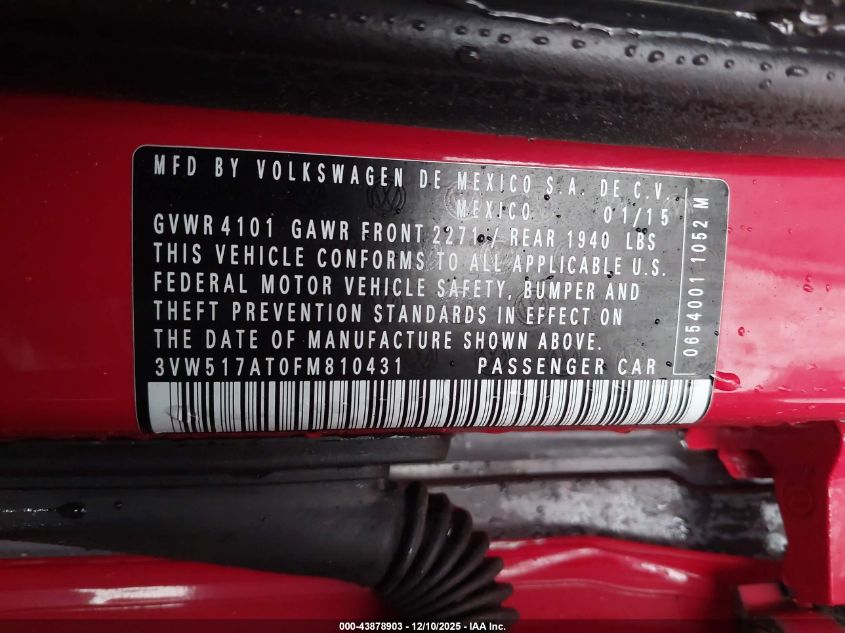 MFD BY VOLKSWAGEN DE MEXICO S.A. DE C.V.
MEXICO 01/15
GVWR 4101 GAWR FRONT 2271 / REAR 1940 LBS
THIS VEHICLE CONFORMS TO ALL APPLICABLE U.S.
FEDERAL MOTOR VEHICLE SAFETY, BUMPER AND
THEFT PREVENTION STANDARDS IN EFFECT ON
THE DATE OF MANUFACTURE SHOWN ABOVE.
3VW517AT0FM810431 PASSENGER CAR
0654001 1052 M
000-43878903 - 12/10/2025 - IAA Inc.